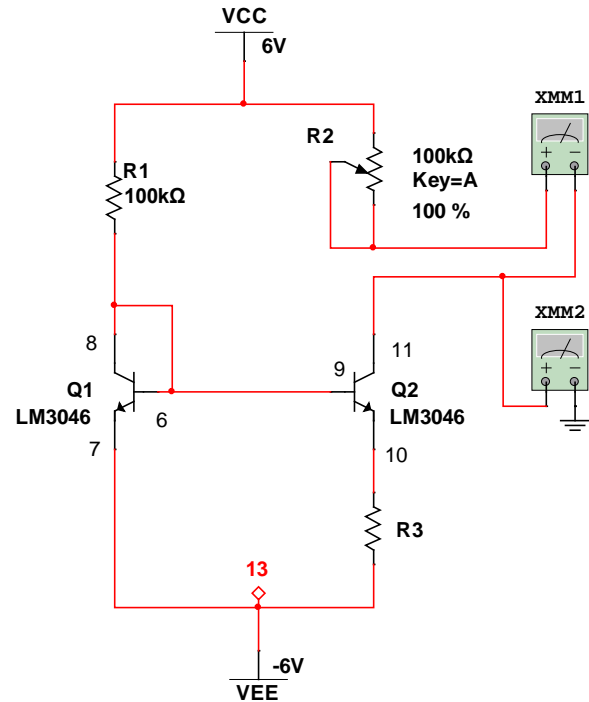 VCC
6V
XMM1
+
−
R2
100kΩ
Key=A
100 %
R1
100kΩ
XMM2
+
−
8
9
11
Q1
LM3046
6
Q2
LM3046
7
10
R3
13
-6V
VEE